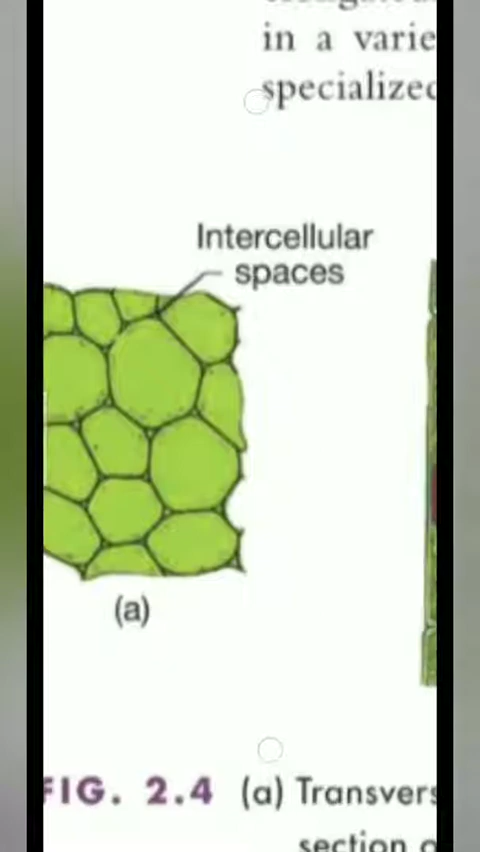 in a varie
specialized
Intercellular
spaces
(a)
FIG. 2.4 (a) Transvers
section o